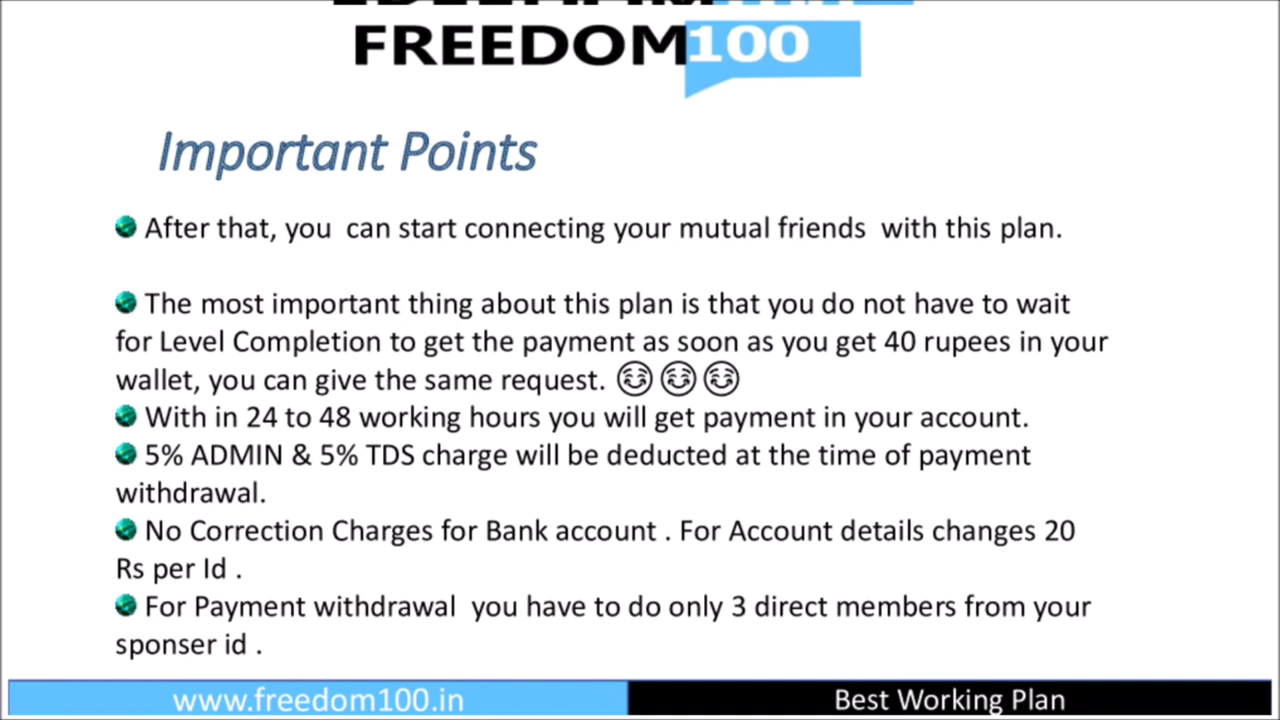 FREEDOM100
Important Points
After that, you can start connecting your mutual friends with this plan.
The most important thing about this plan is that you do not have to wait
for Level Completion to get the payment as soon as you get 40 rupees in your
wallet, you can give the same request. 😂😂😂
With in 24 to 48 working hours you will get payment in your account.
5% ADMIN & 5% TDS charge will be deducted at the time of payment
withdrawal.
No Correction Charges for Bank account . For Account details changes 20
Rs per Id .
For Payment withdrawal you have to do only 3 direct members from your
sponser id .
www.freedom100.in
Best Working Plan